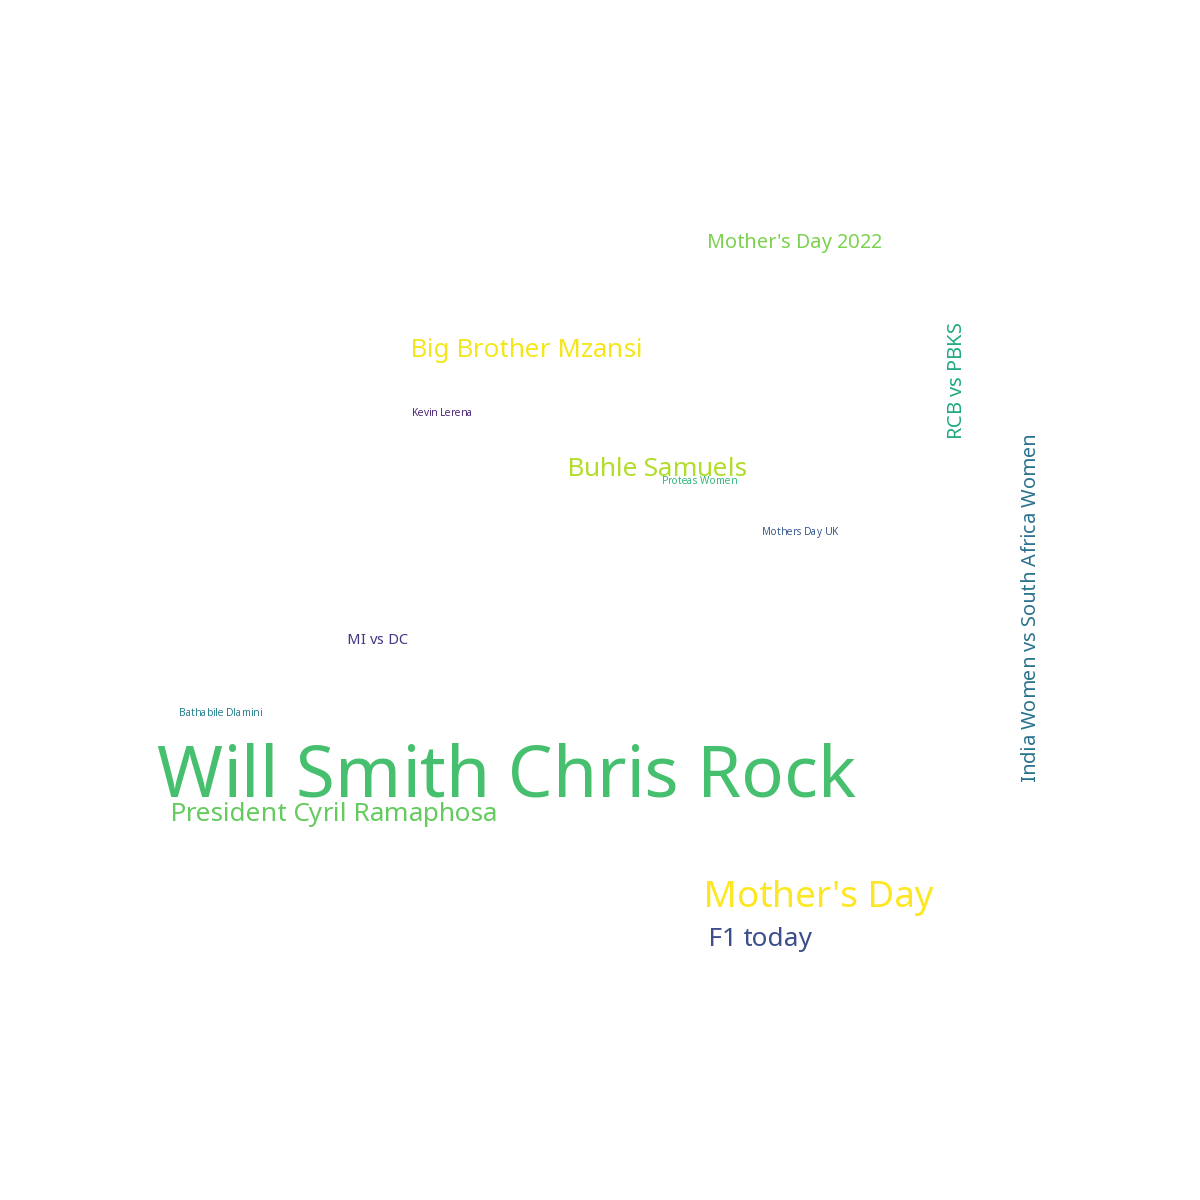 Mother's Day 2022
Big Brother Mzansi
RCB vs PBKS
Kevin Lerena
Buhle Samuels
Proteas Women
India Women vs South Africa Women
Mothers Day UK
MI vs DC
Bathabile Dlamini
Will Smith Chris Rock
President Cyril Ramaphosa
Mother's Day
F1 today